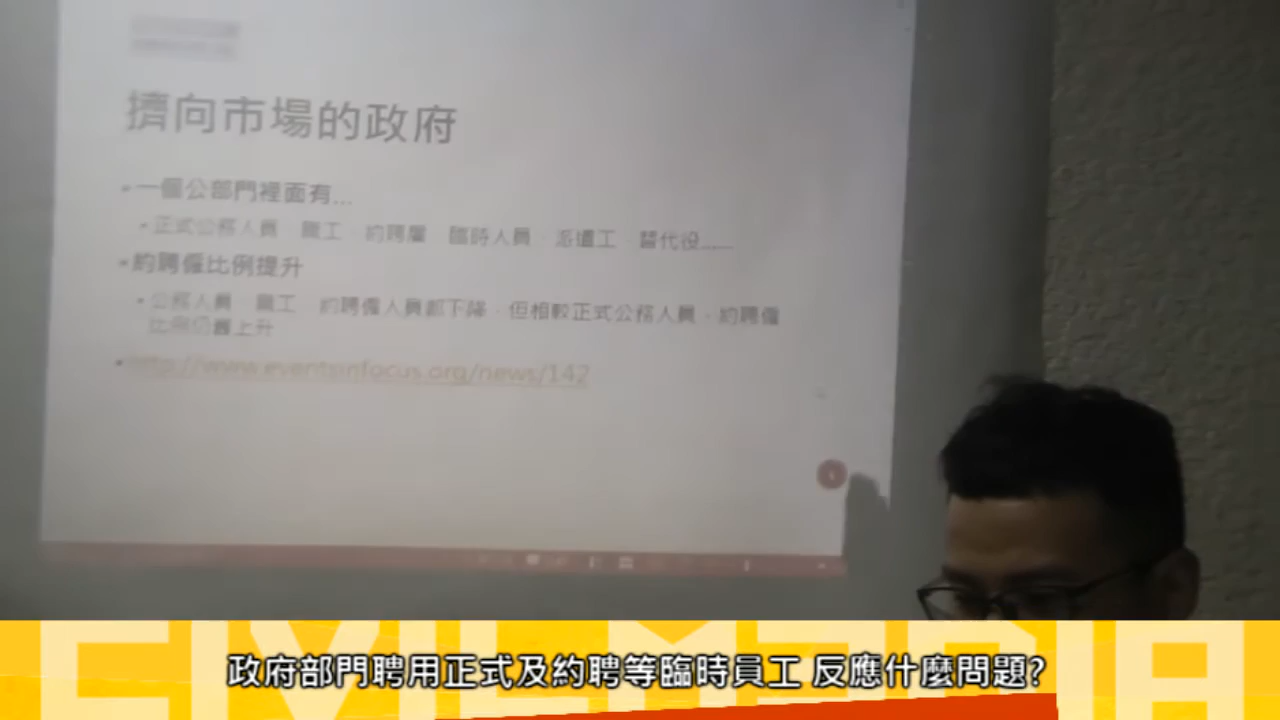 擠向市場的政府
一個公部門裡面有...
正式公務人員 職工 約聘僱 臨時人員、派遣工、替代役......
約聘僱比例提升
公務人員、職工、約聘僱人員都下降,但相較正式公務人員,約聘僱
比例仍舊上升
http://www.eventsinfocus.org/news/142
CIVILMEDIA
政府部門聘用正式及約聘等臨時員工 反應什麼問題?